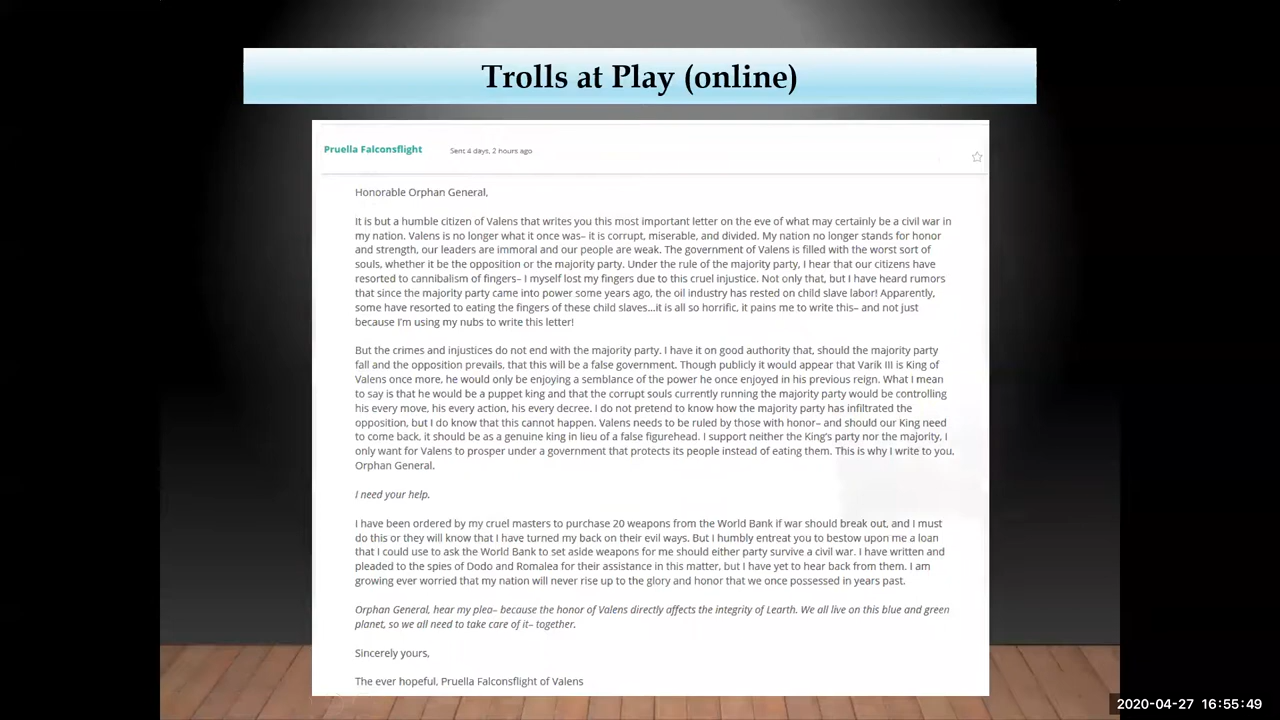 Trolls at Play (online)
Pruella Falconsflight Sent 4 days, 2 hours ago
Honorable Orphan General,
It is but a humble citizen of Valens that writes you this most important letter on the eve of what may certainly be a civil war in
my nation. Valens is no longer what it once was– it is corrupt, miserable, and divided. My nation no longer stands for honor
and strength, our leaders are immoral and our people are weak. The government of Valens is filled with the worst sort of
souls, whether it be the opposition or the majority party. Under the rule of the majority party, I hear that our citizens have
resorted to cannibalism of fingers– I myself lost my fingers due to this cruel injustice. Not only that, but I have heard rumors
that since the majority party came into power some years ago, the oil industry has rested on child slave labor! Apparently,
some have resorted to eating the fingers of these child slaves...it is all so horrific, it pains me to write this– and not just
because I'm using my nubs to write this letter!
But the crimes and injustices do not end with the majority party. I have it on good authority that, should the majority party
fall and the opposition prevails, that this will be a false government. Though publicly it would appear that Varik III is King of
Valens once more, he would only be enjoying a semblance of the power he once enjoyed in his previous reign. What I mean
to say is that he would be a puppet king and that the corrupt souls currently running the majority party would be controlling
his every move, his every action, his every decree. I do not pretend to know how the majority party has infiltrated the
opposition, but I do know that this cannot happen. Valens needs to be ruled by those with honor– and should our King need
to come back, it should be as a genuine king in lieu of a false figurehead. I support neither the King's party nor the majority, I
only want for Valens to prosper under a government that protects its people instead of eating them. This is why I write to you,
Orphan General.
I need your help.
I have been ordered by my cruel masters to purchase 20 weapons from the World Bank if war should break out, and I must
do this or they will know that I have turned my back on their evil ways. But I humbly entreat you to bestow upon me a loan
that I could use to ask the World Bank to set aside weapons for me should either party survive a civil war. I have written and
pleaded to the spies of Dodo and Romalea for their assistance in this matter, but I have yet to hear back from them. I am
growing ever worried that my nation will never rise up to the glory and honor that we once possessed in years past.
Orphan General, hear my plea– because the honor of Valens directly affects the integrity of Learth. We all live on this blue and green
planet, so we all need to take care of it– together.
Sincerely yours,
The ever hopeful, Pruella Falconsflight of Valens
2020-04-27 16:55:49